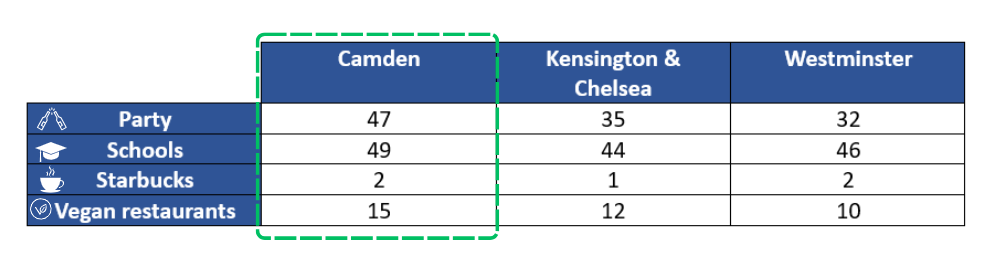 Camden Kensington & Westminster
Chelsea
Party 47 35 32
Schools 49 44 46
Starbucks 2 1 2
Vegan restaurants 15 12 10